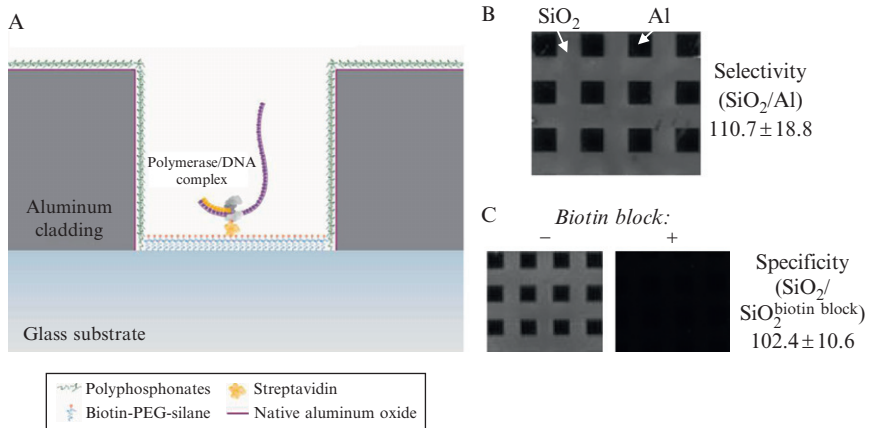 A
Polymerase/DNA
complex
Aluminum
cladding
Glass substrate
Polyphosphonates
Streptavidin
Biotin-PEG-silane
Native aluminum oxide
B
SiO₂
Al
Selectivity
(SiO₂/Al)
110.7±18.8
C
Biotin block:
− +
Specificity
(SiO₂/
SiO₂biotin block)
102.4±10.6